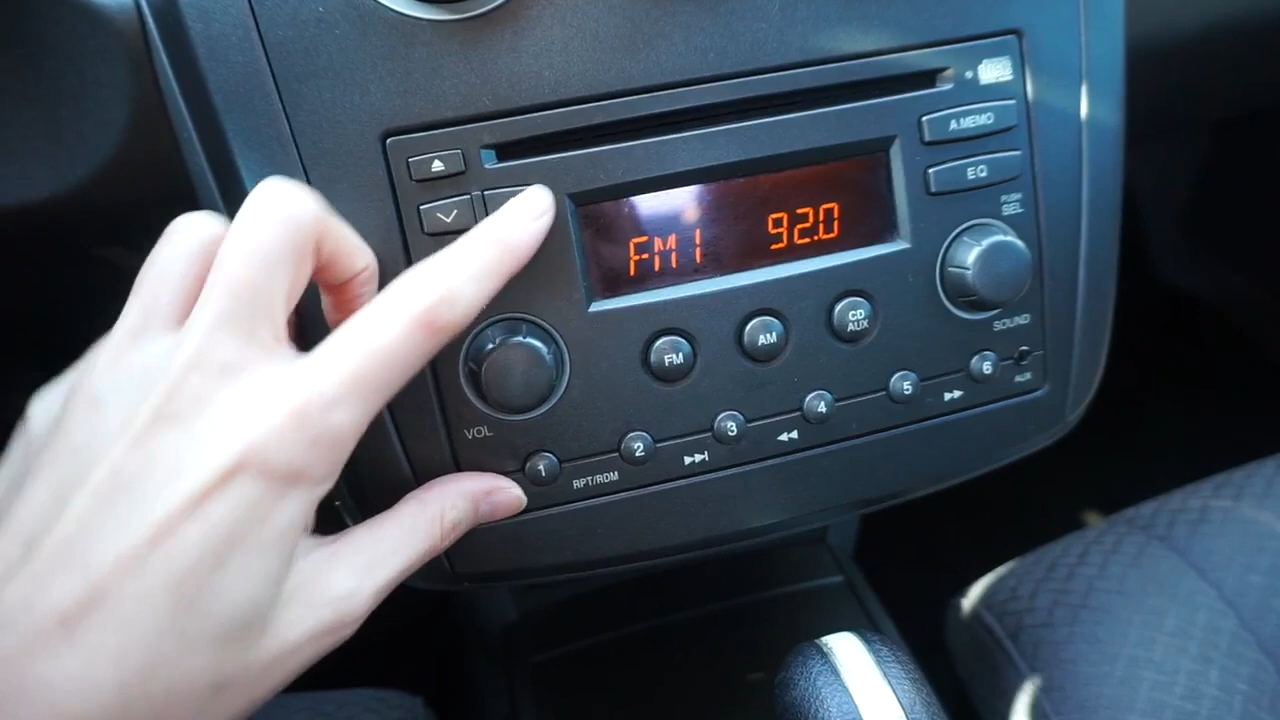 disc
A.MEMO
EQ
PUSH
SEL
FM1 92.0
FM
AM
CD
AUX
SOUND
VOL
1
2
3
4
5
6
RPT/RDM
AUX